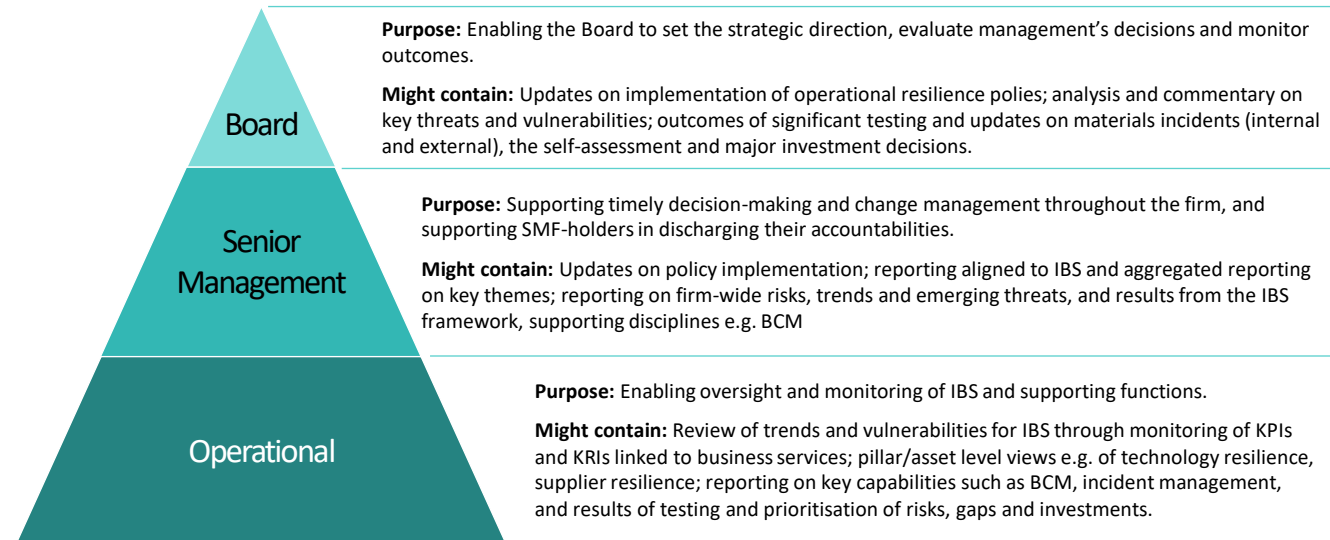 Purpose: Enabling the Board to set the strategic direction, evaluate management’s decisions and monitor
outcomes.
Might contain: Updates on implementation of operational resilience polies; analysis and commentary on
key threats and vulnerabilities; outcomes of significant testing and updates on materials incidents (internal
and external), the self-assessment and major investment decisions.
Board
Purpose: Supporting timely decision-making and change management throughout the firm, and
supporting SMF-holders in discharging their accountabilities.
Might contain: Updates on policy implementation; reporting aligned to IBS and aggregated reporting
on key themes; reporting on firm-wide risks, trends and emerging threats, and results from the IBS
framework, supporting disciplines e.g. BCM
Senior
Management
Purpose: Enabling oversight and monitoring of IBS and supporting functions.
Might contain: Review of trends and vulnerabilities for IBS through monitoring of KPIs
and KRIs linked to business services; pillar/asset level views e.g. of technology resilience,
supplier resilience; reporting on key capabilities such as BCM, incident management,
and results of testing and prioritisation of risks, gaps and investments.
Operational